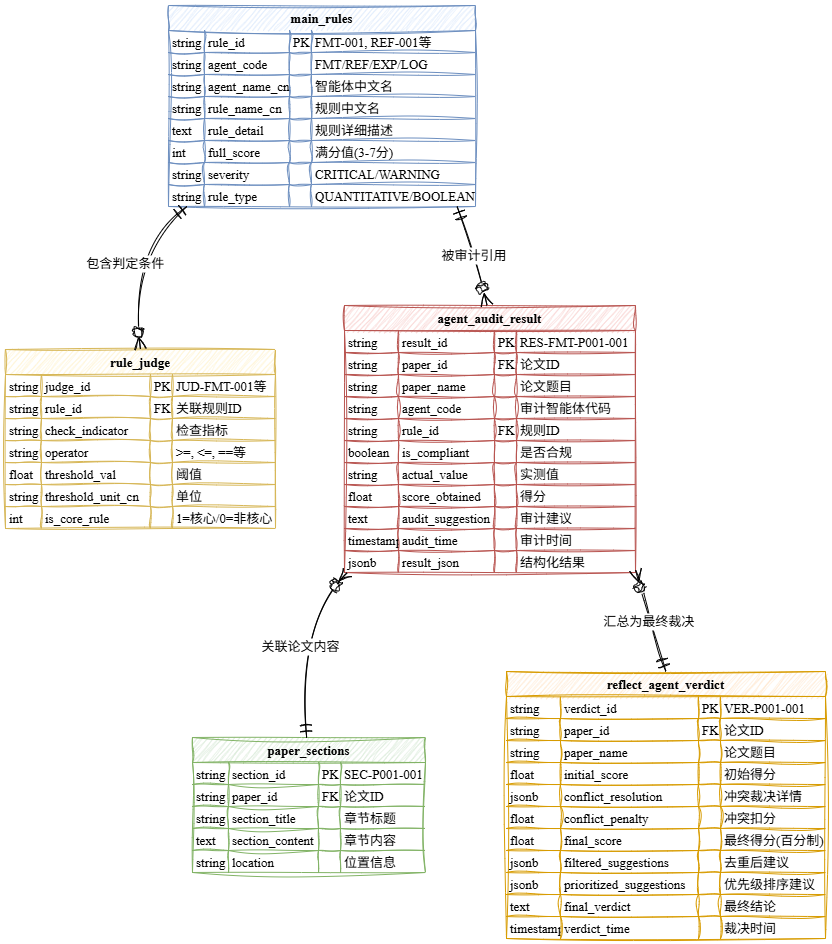 main_rules
string rule_id PK FMT-001, REF-001等
string agent_code FMT/REF/EXP/LOG
string agent_name_cn 智能体中文名
string rule_name_cn 规则中文名
text rule_detail 规则详细描述
int full_score 满分值(3-7分)
string severity CRITICAL/WARNING
string rule_type QUANTITATIVE/BOOLEAN
包含判定条件
被审计引用
rule_judge
string judge_id PK JUD-FMT-001等
string rule_id FK 关联规则ID
string check_indicator 检查指标
string operator >=, <=, ==等
float threshold_val 阈值
string threshold_unit_cn 单位
int is_core_rule 1=核心/0=非核心
agent_audit_result
string result_id PK RES-FMT-P001-001
string paper_id FK 论文ID
string paper_name 论文题目
string agent_code 审计智能体代码
string rule_id FK 规则ID
boolean is_compliant 是否合规
string actual_value 实测值
float score_obtained 得分
text audit_suggestion 审计建议
timestamp audit_time 审计时间
jsonb result_json 结构化结果
关联论文内容
汇总为最终裁决
paper_sections
string section_id PK SEC-P001-001
string paper_id FK 论文ID
string section_title 章节标题
text section_content 章节内容
string location 位置信息
reflect_agent_verdict
string verdict_id PK VER-P001-001
string paper_id FK 论文ID
string paper_name 论文题目
float initial_score 初始得分
jsonb conflict_resolution 冲突裁决详情
float conflict_penalty 冲突扣分
float final_score 最终得分(百分制)
jsonb filtered_suggestions 去重后建议
jsonb prioritized_suggestions 优先级排序建议
text final_verdict 最终结论
timestamp verdict_time 裁决时间